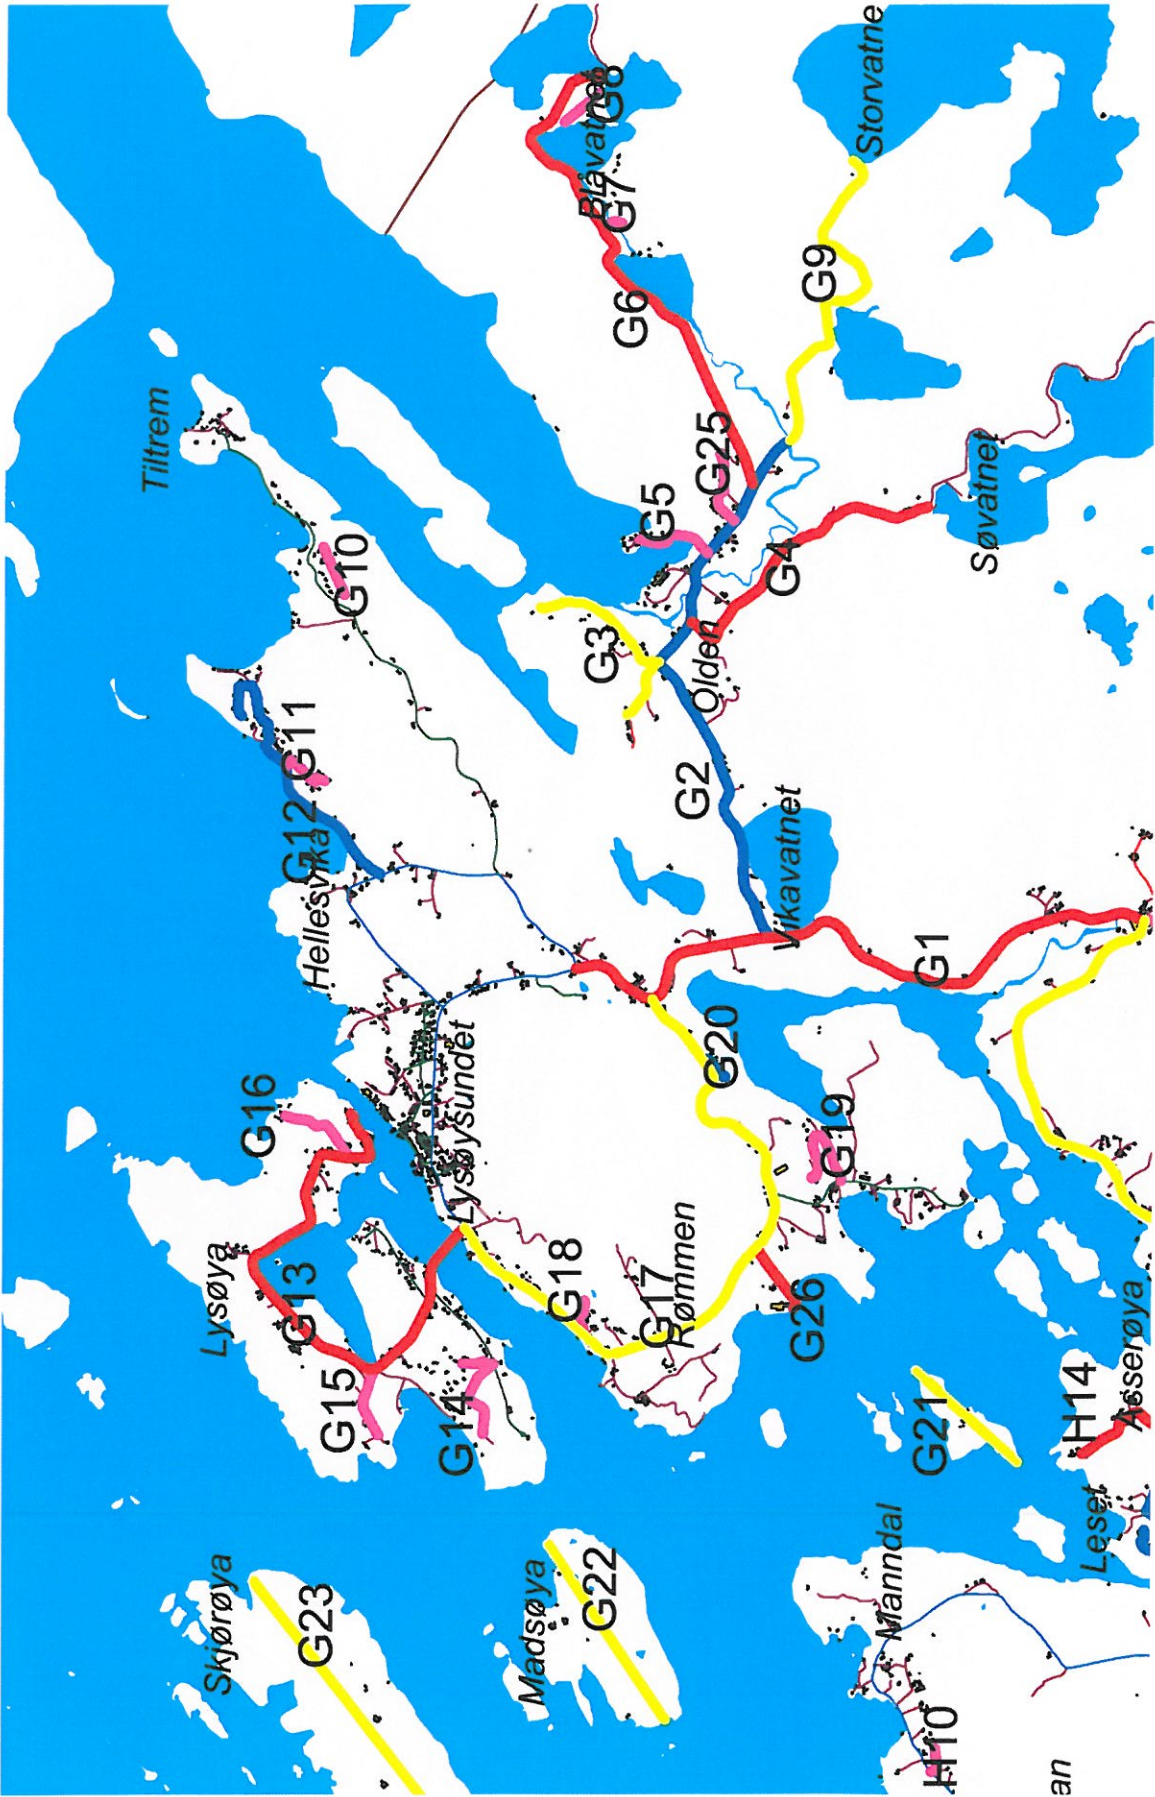 Skjørøya
G23
Madsøya
G22
Manndal
H10
an
Leset
Lysøya
G16
G13
G15
G14
Lysøysundet
G18
G17
Rømmen
G26
G19
G20
G21
H14
Asserøya
Tiltrem
G10
G11
G12
Hellesvika
G3
Olden
G2
Vikavatnet
G1
Blåvatnet
G8
G7
G6
G25
G5
G4
Søvatnet
G9
Storvatne